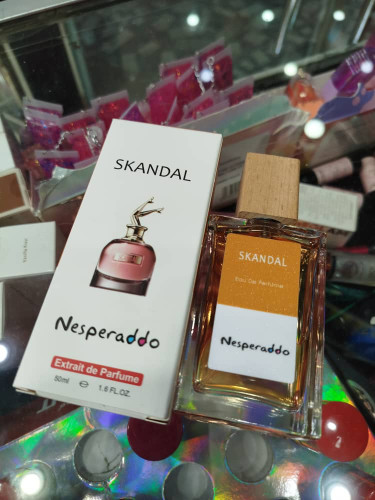 SKANDAL
Nesperaddo
Extrait de Parfume
50ml e 1.6 FL.OZ.
SKANDAL
Eau De Parfume
Nesperaddo